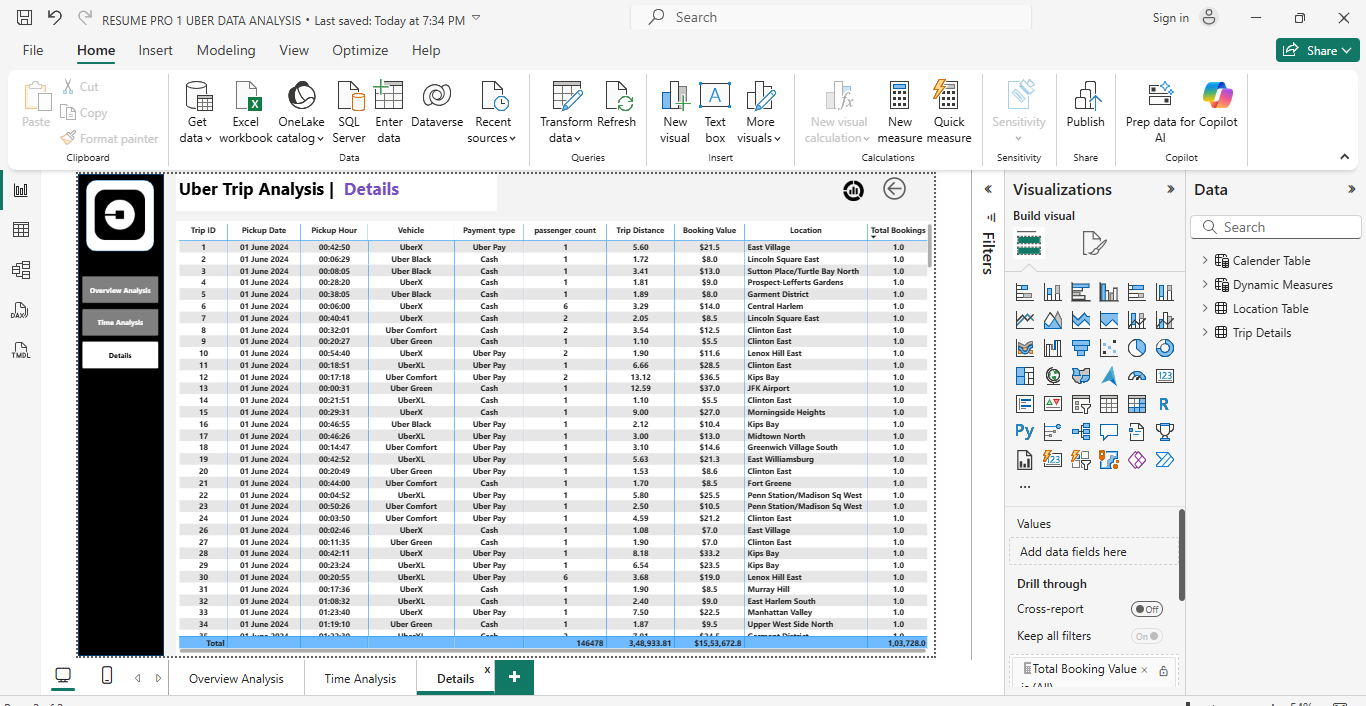 RESUME PRO 1 UBER DATA ANALYSIS • Last saved: Today at 7:34 PM
Search
Sign in
File Home Insert Modeling View Optimize Help
Share
Paste
Cut
Copy
Format painter
Clipboard
Get data
Excel workbook
OneLake catalog
SQL Server
Enter data
Dataverse
Recent sources
Data
Transform data
Refresh
Queries
New visual
Text box
More visuals
Insert
New visual calculation
New measure
Quick measure
Calculations
Sensitivity
Sensitivity
Publish
Share
Prep data for AI
Copilot
Copilot
Uber Trip Analysis | Details
Overview Analysis
Time Analysis
Details
Trip ID Pickup Date Pickup Hour Vehicle Payment_type passenger_count Trip Distance Booking Value Location Total Bookings
1 01 June 2024 00:42:50 UberX Uber Pay 1 5.60 $21.5 East Village 1.0
2 01 June 2024 00:06:29 Uber Black Cash 1 1.72 $8.0 Lincoln Square East 1.0
3 01 June 2024 00:08:05 Uber Black Cash 1 3.41 $13.0 Sutton Place/Turtle Bay North 1.0
4 01 June 2024 00:28:20 UberX Cash 1 1.81 $9.0 Prospect-Lefferts Gardens 1.0
5 01 June 2024 00:38:05 Uber Black Cash 1 1.89 $8.0 Garment District 1.0
6 01 June 2024 00:06:00 UberX Cash 6 3.29 $14.0 Central Harlem 1.0
7 01 June 2024 00:40:41 UberX Cash 2 2.05 $8.5 Lincoln Square East 1.0
8 01 June 2024 00:32:01 Uber Comfort Cash 2 3.54 $12.5 Clinton East 1.0
9 01 June 2024 00:20:27 Uber Green Cash 1 1.10 $5.5 Clinton East 1.0
10 01 June 2024 00:54:40 UberX Uber Pay 2 1.90 $11.6 Lenox Hill East 1.0
11 01 June 2024 00:18:51 UberXL Uber Pay 1 6.66 $28.5 Clinton East 1.0
12 01 June 2024 00:17:18 Uber Comfort Uber Pay 2 13.12 $36.5 Kips Bay 1.0
13 01 June 2024 00:00:31 Uber Green Cash 1 12.59 $37.0 JFK Airport 1.0
14 01 June 2024 00:21:51 UberXL Cash 1 1.10 $5.5 Clinton East 1.0
15 01 June 2024 00:29:31 UberX Cash 1 9.00 $27.0 Morningside Heights 1.0
16 01 June 2024 00:46:55 Uber Black Uber Pay 1 2.12 $10.4 Kips Bay 1.0
17 01 June 2024 00:46:26 UberXL Uber Pay 1 3.00 $13.0 Midtown North 1.0
18 01 June 2024 00:14:47 Uber Comfort Uber Pay 1 3.10 $14.6 Greenwich Village South 1.0
19 01 June 2024 00:42:52 UberXL Uber Pay 1 5.63 $21.3 East Williamsburg 1.0
20 01 June 2024 00:20:49 Uber Green Uber Pay 1 1.53 $8.6 Clinton East 1.0
21 01 June 2024 00:44:00 Uber Comfort Cash 1 1.70 $8.5 Fort Greene 1.0
22 01 June 2024 00:04:52 UberXL Uber Pay 1 5.80 $25.5 Penn Station/Madison Sq West 1.0
23 01 June 2024 00:50:26 Uber Comfort Uber Pay 1 2.50 $10.5 Penn Station/Madison Sq West 1.0
24 01 June 2024 00:03:50 Uber Comfort Uber Pay 1 4.59 $21.2 Clinton East 1.0
26 01 June 2024 00:02:46 UberX Cash 1 1.08 $7.0 East Village 1.0
27 01 June 2024 00:11:35 Uber Green Cash 1 1.90 $7.0 Clinton East 1.0
28 01 June 2024 00:42:11 UberX Uber Pay 1 8.18 $33.2 Kips Bay 1.0
29 01 June 2024 00:23:24 UberXL Uber Pay 1 6.54 $23.5 Kips Bay 1.0
30 01 June 2024 00:20:55 UberXL Uber Pay 6 3.68 $19.0 Lenox Hill East 1.0
31 01 June 2024 00:17:36 UberX Cash 1 1.90 $8.5 Murray Hill 1.0
32 01 June 2024 01:08:32 UberXL Cash 1 2.40 $9.0 East Harlem South 1.0
33 01 June 2024 01:23:40 UberX Uber Pay 1 7.50 $22.5 Manhattan Valley 1.0
34 01 June 2024 01:19:10 Uber Green Cash 1 1.87 $9.5 Upper West Side North 1.0
Total 146478 3,48,933.81 $15,53,672.8 1,03,728.0
Overview Analysis Time Analysis Details x +
Filters
Visualizations
Build visual
Values
Add data fields here
Drill through
Cross-report Off
Keep all filters On
Total Booking Value
Data
Search
Calender Table
Dynamic Measures
Location Table
Trip Details